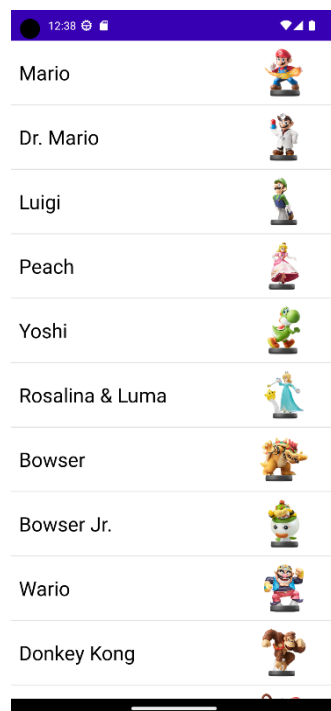 12:38
Mario
Dr. Mario
Luigi
Peach
Yoshi
Rosalina & Luma
Bowser
Bowser Jr.
Wario
Donkey Kong